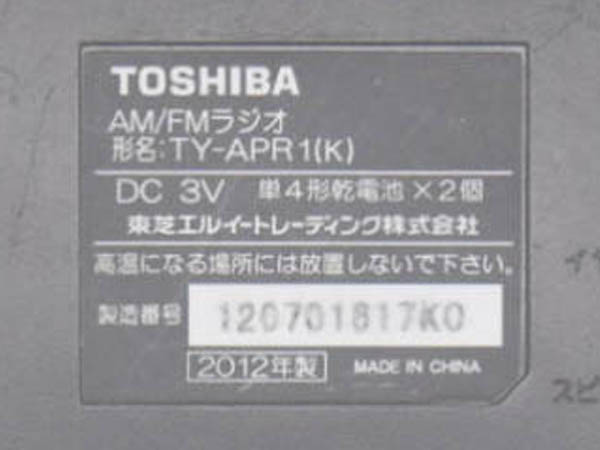 TOSHIBA
AM/FMラジオ
形名:TY-APR1(K)
DC 3V 単4形乾電池×2個
東芝エルイートレーディング株式会社
高温になる場所には放置しないで下さい。
製造番号 120701817K0
2012年製 MADE IN CHINA
スピ